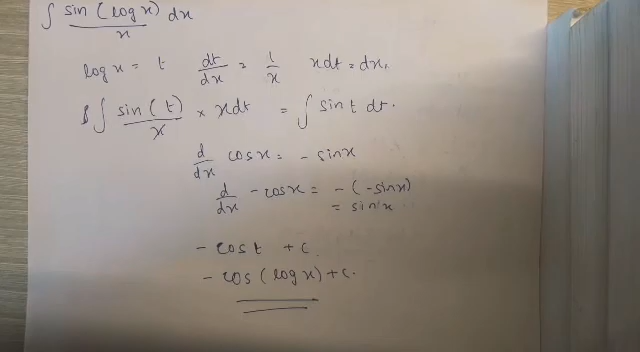 ∫ sin (log x) / x dx
log x = t   dt/dx = 1/x   x dt = dx
∫ sin(t) / x × x dt = ∫ sin t dt.
d/dx cos x = - sin x
d/dx - cos x = - (- sin x)
= sin x
- cos t + c.
- cos (log x) + c.